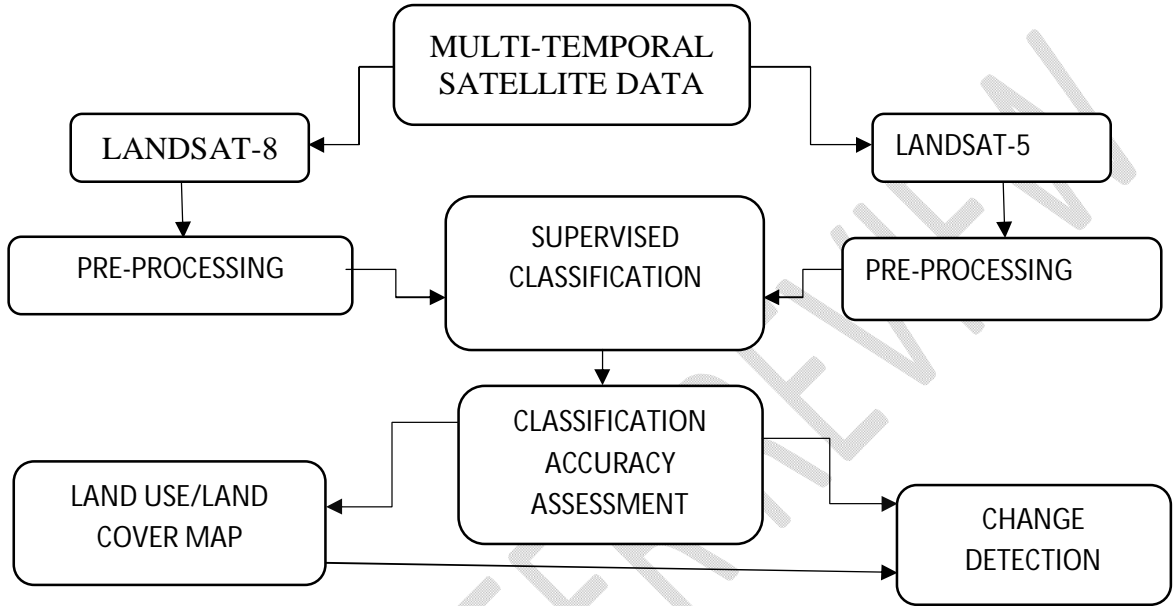 MULTI-TEMPORAL
SATELLITE DATA
LANDSAT-8
LANDSAT-5
PRE-PROCESSING
SUPERVISED
CLASSIFICATION
PRE-PROCESSING
CLASSIFICATION
ACCURACY
ASSESSMENT
LAND USE/LAND
COVER MAP
CHANGE
DETECTION